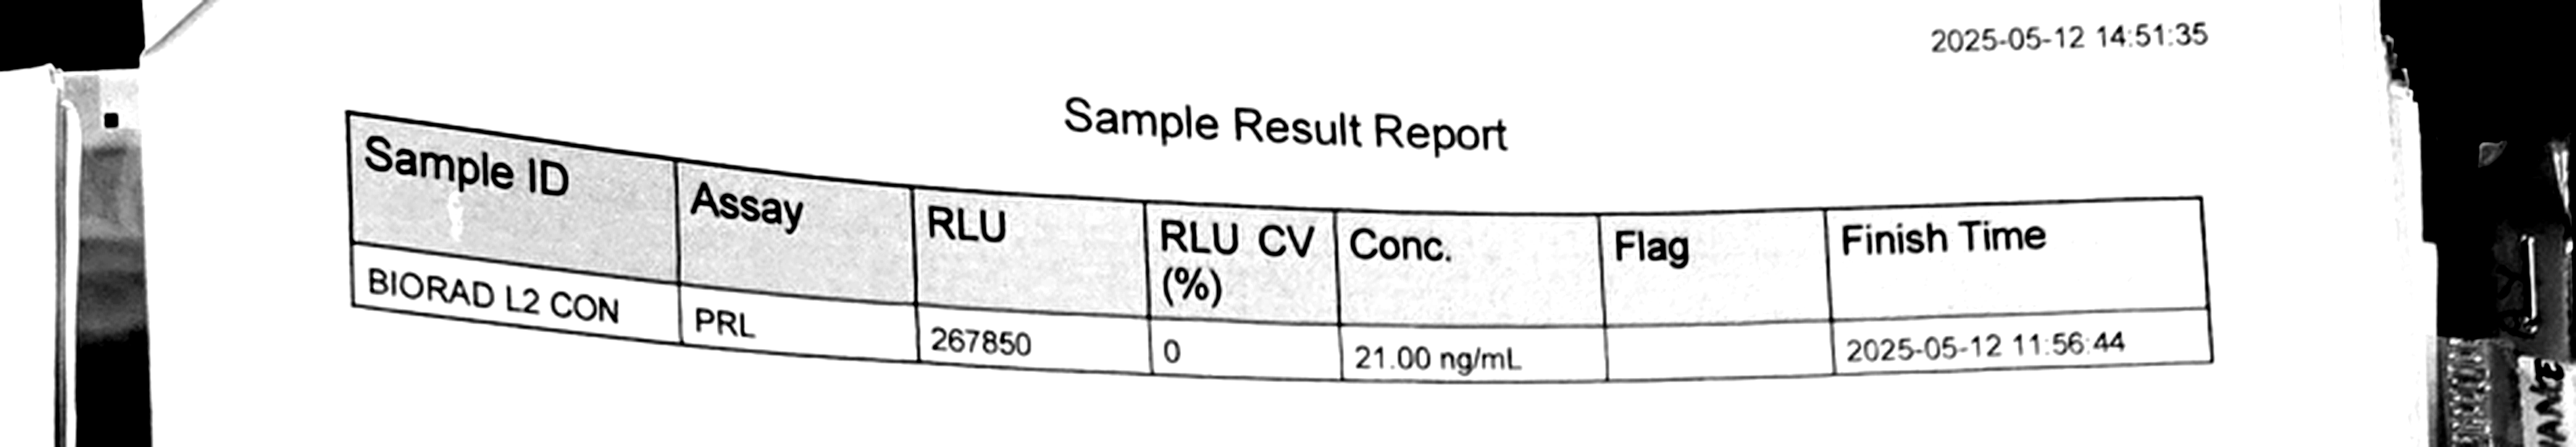 2025-05-12 14:51:35
Sample Result Report
Sample ID Assay RLU RLU CV (%) Conc. Flag Finish Time
BIORAD L2 CON PRL 267850 0 21.00 ng/mL 2025-05-12 11:56:44